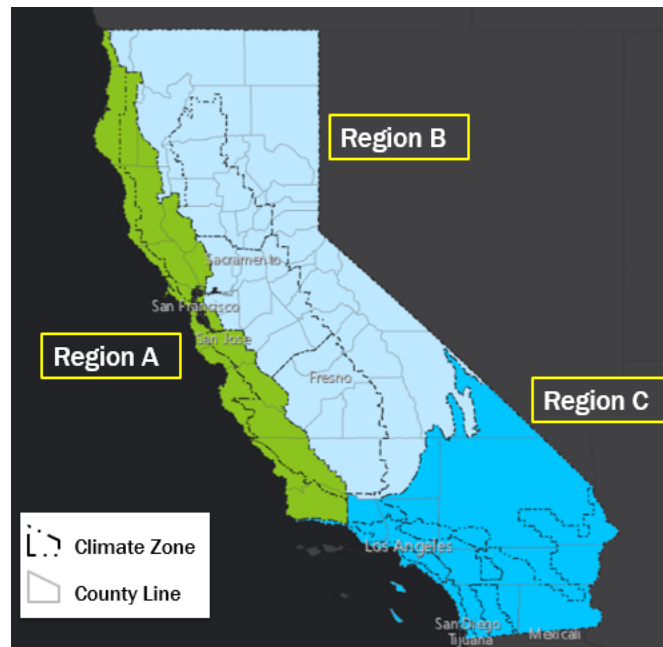 Region B
Sacramento
San Francisco
San Jose
Region A
Fresno
Region C
Climate Zone
County Line
Los Angeles
San Diego
Tijuana
Mexicali